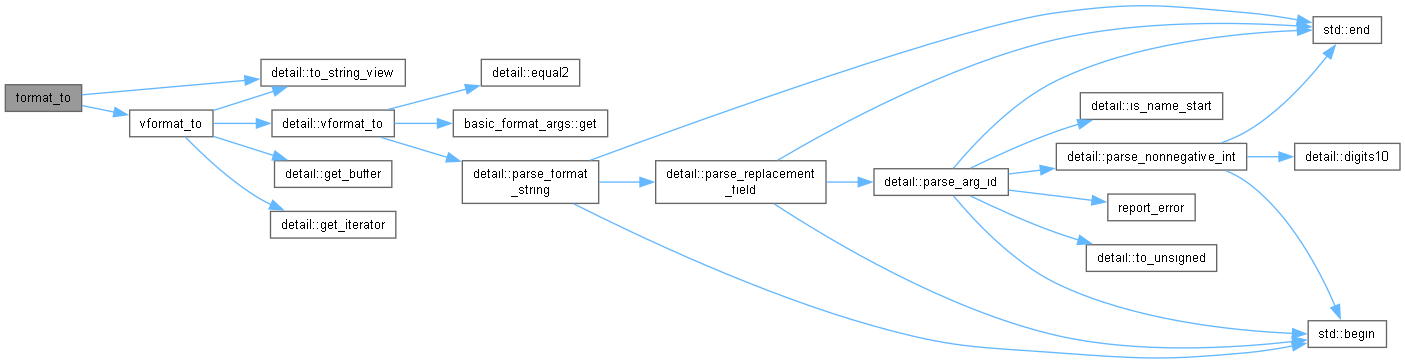 format_to
detail::to_string_view
vformat_to
detail::vformat_to
detail::get_buffer
detail::get_iterator
detail::equal2
basic_format_args::get
detail::parse_format
_string
detail::parse_replacement
_field
detail::parse_arg_id
std::end
detail::is_name_start
detail::parse_nonnegative_int
detail::digits10
report_error
detail::to_unsigned
std::begin